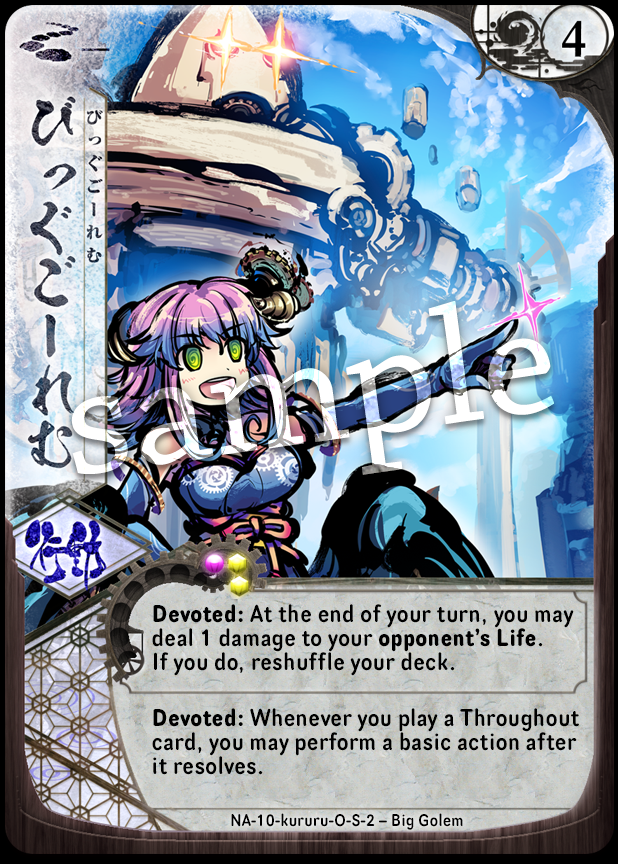 4
びっぐごーれむ
びっぐごーれむ
sample
行動
Devoted: At the end of your turn, you may
deal 1 damage to your opponent's Life.
If you do, reshuffle your deck.
Devoted: Whenever you play a Throughout
card, you may perform a basic action after
it resolves.
NA-10-kururu-O-S-2 – Big Golem